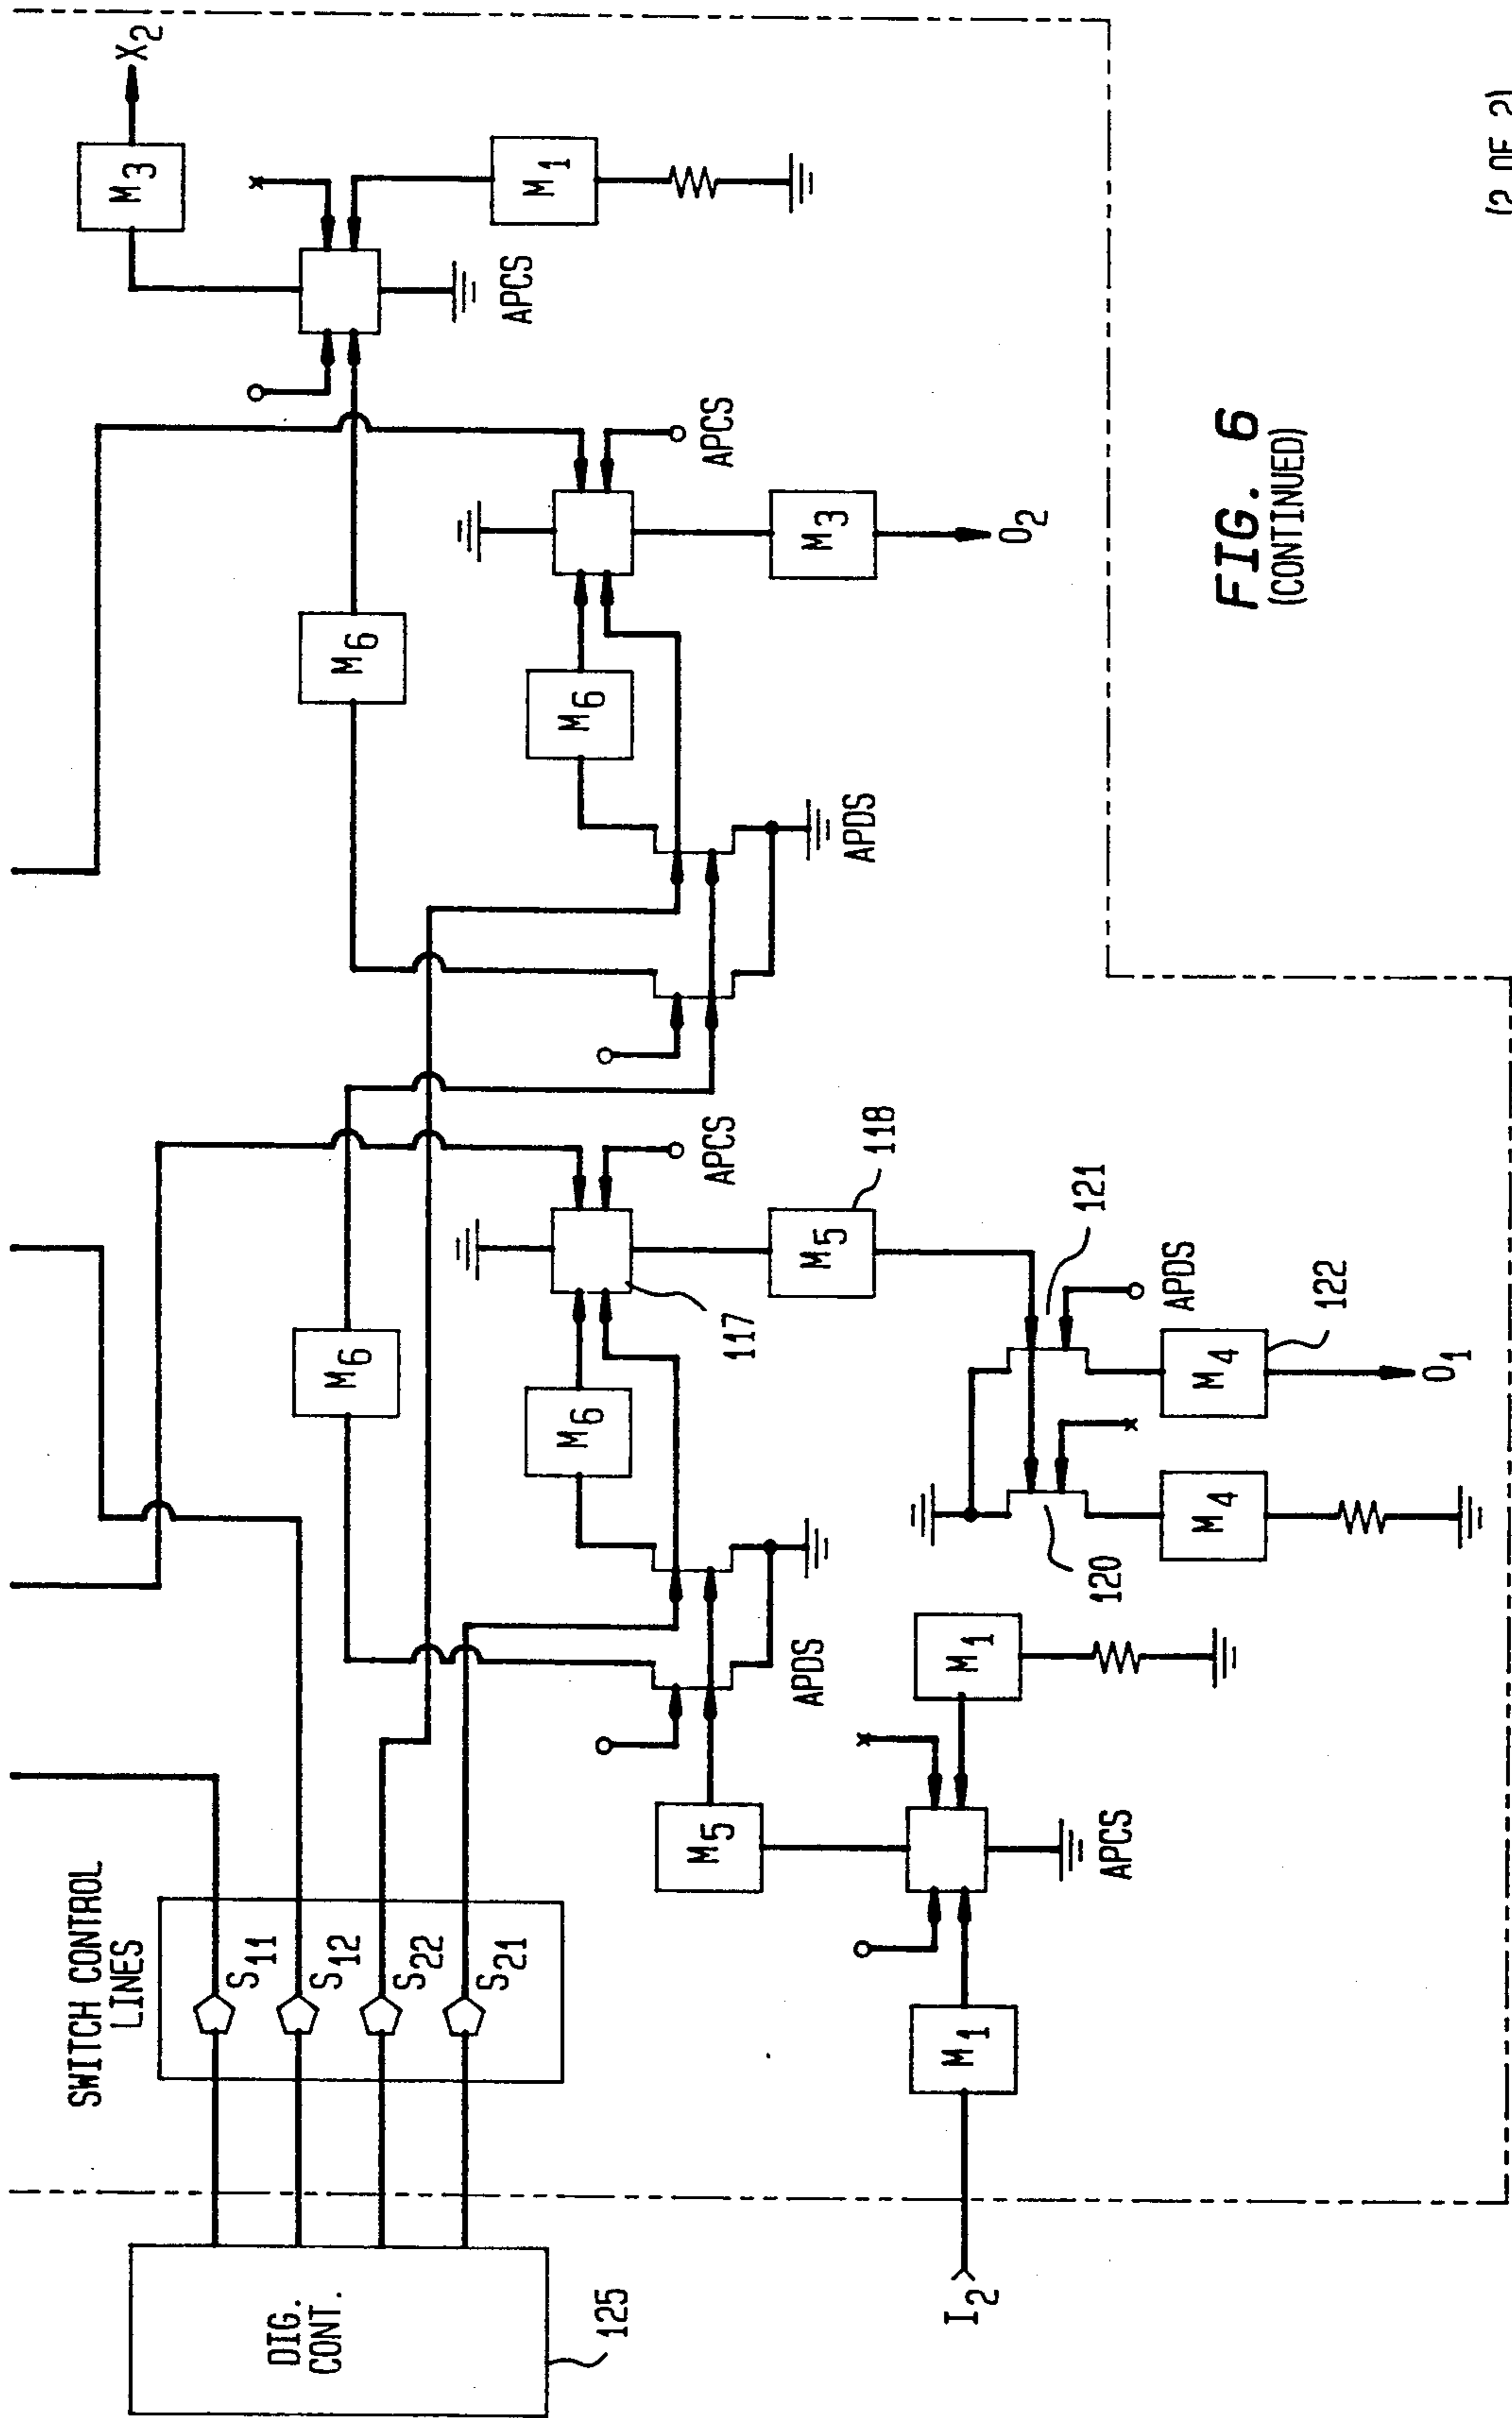 M3
X2
SWITCH CONTROL
LINES
S11
S12
S22
S21
DIG.
CONT.
125
M6
M6
M1
APCS
M6
M6
M5
APDS
117
APCS
APDS
APCS
M5
118
M3
O2
I2
M1
M1
APCS
120
121
APDS
M4
M4
122
O1
FIG. 6
(CONTINUED)
(2 OF 2)